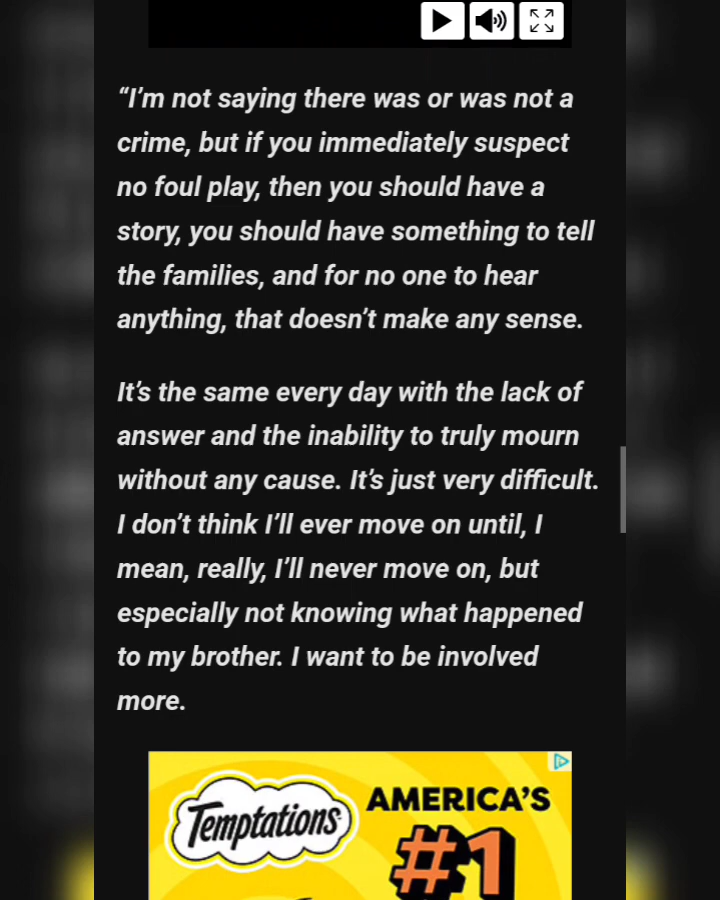 “I’m not saying there was or was not a
crime, but if you immediately suspect
no foul play, then you should have a
story, you should have something to tell
the families, and for no one to hear
anything, that doesn’t make any sense.
It’s the same every day with the lack of
answer and the inability to truly mourn
without any cause. It’s just very difficult.
I don’t think I’ll ever move on until, I
mean, really, I’ll never move on, but
especially not knowing what happened
to my brother. I want to be involved
more.
Temptations
AMERICA’S
#1